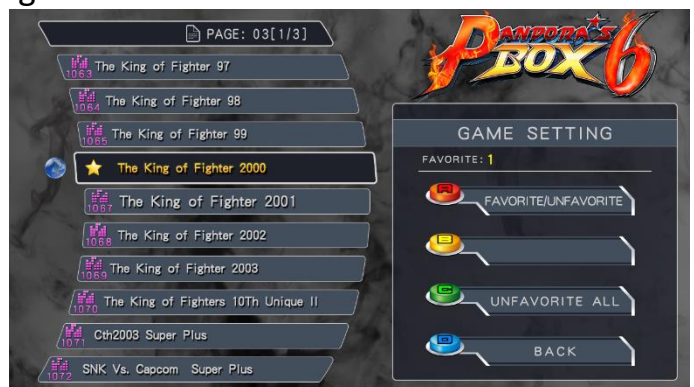 PAGE: 03[1/3]
1063 The King of Fighter 97
1064 The King of Fighter 98
1065 The King of Fighter 99
The King of Fighter 2000
1067 The King of Fighter 2001
1068 The King of Fighter 2002
1069 The King of Fighter 2003
1070 The King of Fighters 10Th Unique II
1071 Cth2003 Super Plus
1072 SNK Vs. Capcom Super Plus
PANDORA'S
BOX 6
GAME SETTING
FAVORITE: 1
A FAVORITE/UNFAVORITE
B
C UNFAVORITE ALL
D BACK